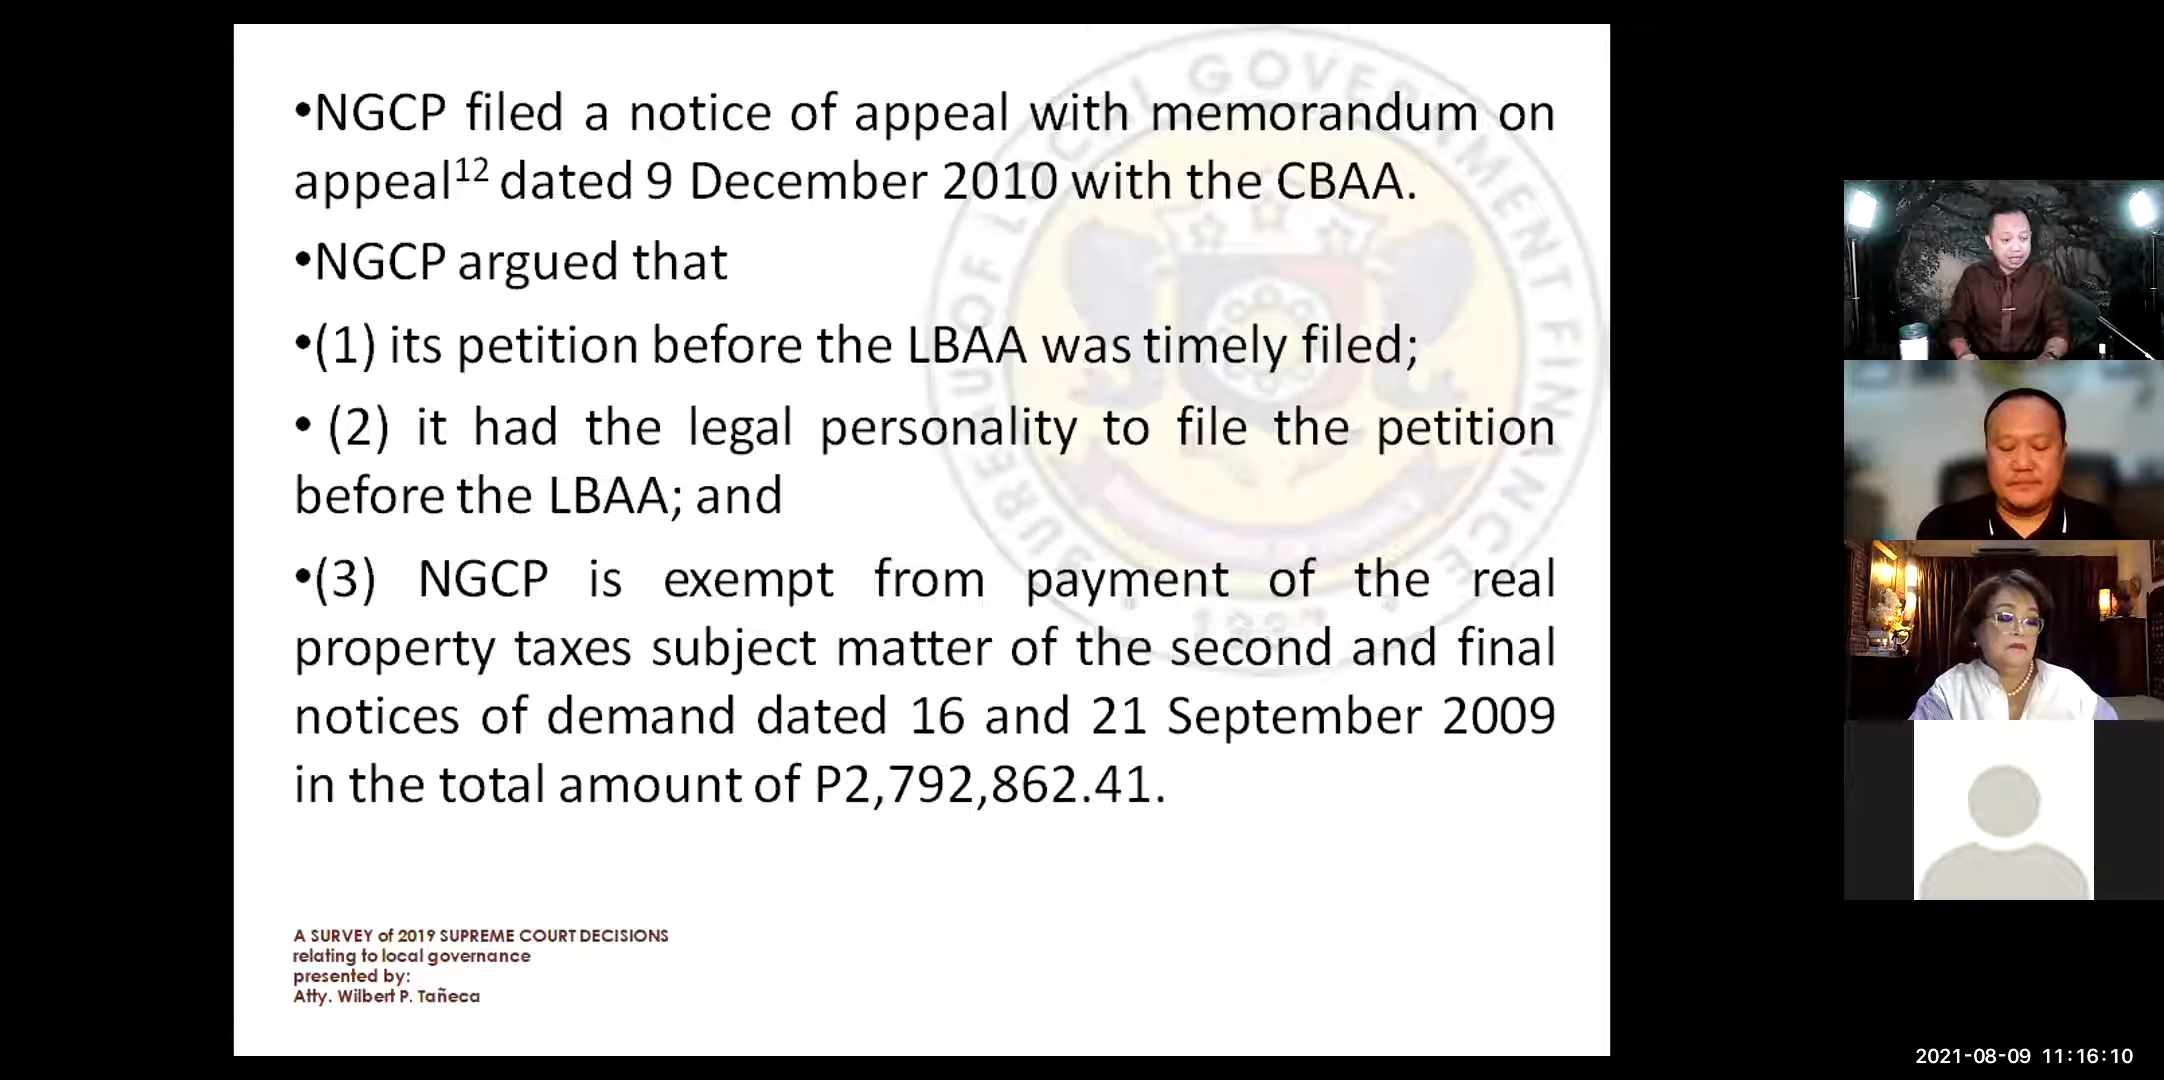 •NGCP filed a notice of appeal with memorandum on
appeal12 dated 9 December 2010 with the CBAA.
•NGCP argued that
•(1) its petition before the LBAA was timely filed;
• (2) it had the legal personality to file the petition
before the LBAA; and
•(3) NGCP is exempt from payment of the real
property taxes subject matter of the second and final
notices of demand dated 16 and 21 September 2009
in the total amount of P2,792,862.41.
BUREAU OF LOCAL GOVERNMENT FINANCE
A SURVEY of 2019 SUPREME COURT DECISIONS
relating to local governance
presented by:
Atty. Wilbert P. Tañeca
2021-08-09 11:16:10